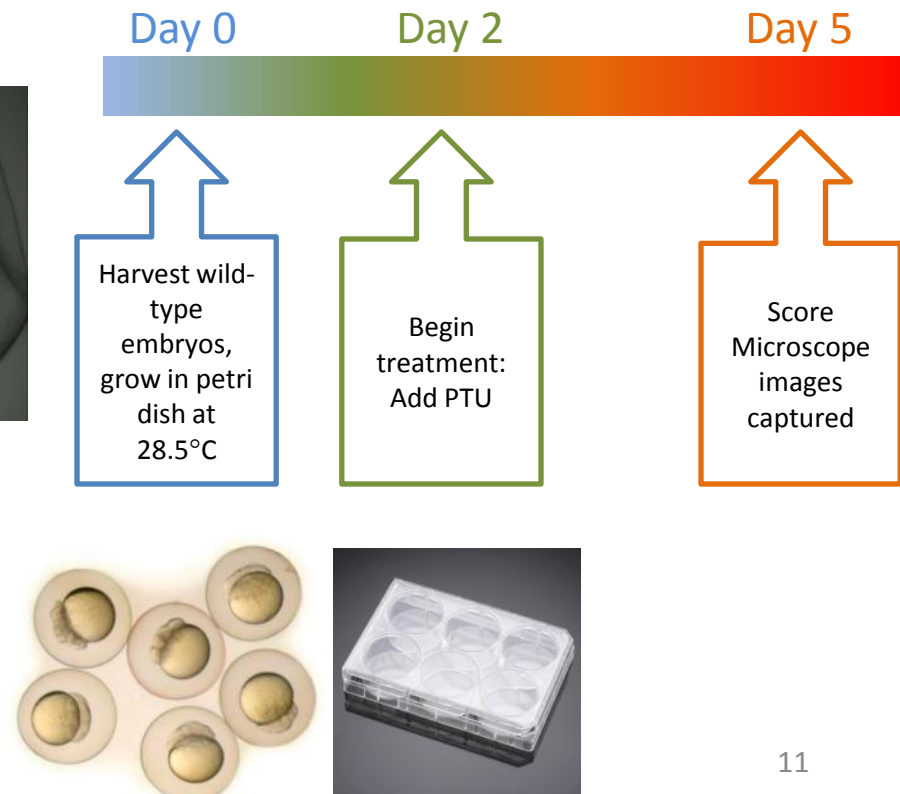 Day 0
Day 2
Day 5
Harvest wild-
type
embryos,
grow in petri
dish at
28.5°C
Begin
treatment:
Add PTU
Score
Microscope
images
captured
11